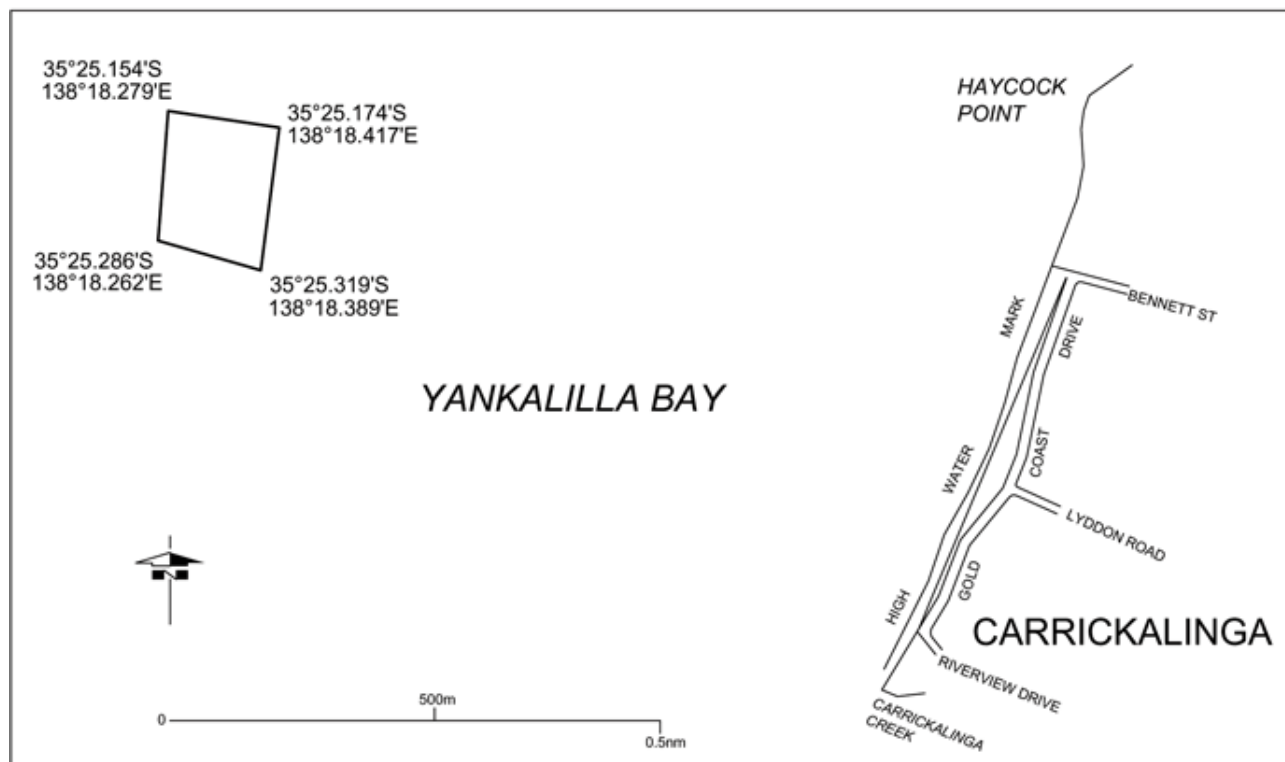 35°25.154'S
138°18.279'E
35°25.174'S
138°18.417'E
35°25.286'S
138°18.262'E
35°25.319'S
138°18.389'E
HAYCOCK
POINT
BENNETT ST
MARK
DRIVE
YANKALILLA BAY
COAST
WATER
LYDDON ROAD
N
HIGH
GOLD
CARRICKALINGA
RIVERVIEW DRIVE
CARRICKALINGA
CREEK
0
500m
0.5nm